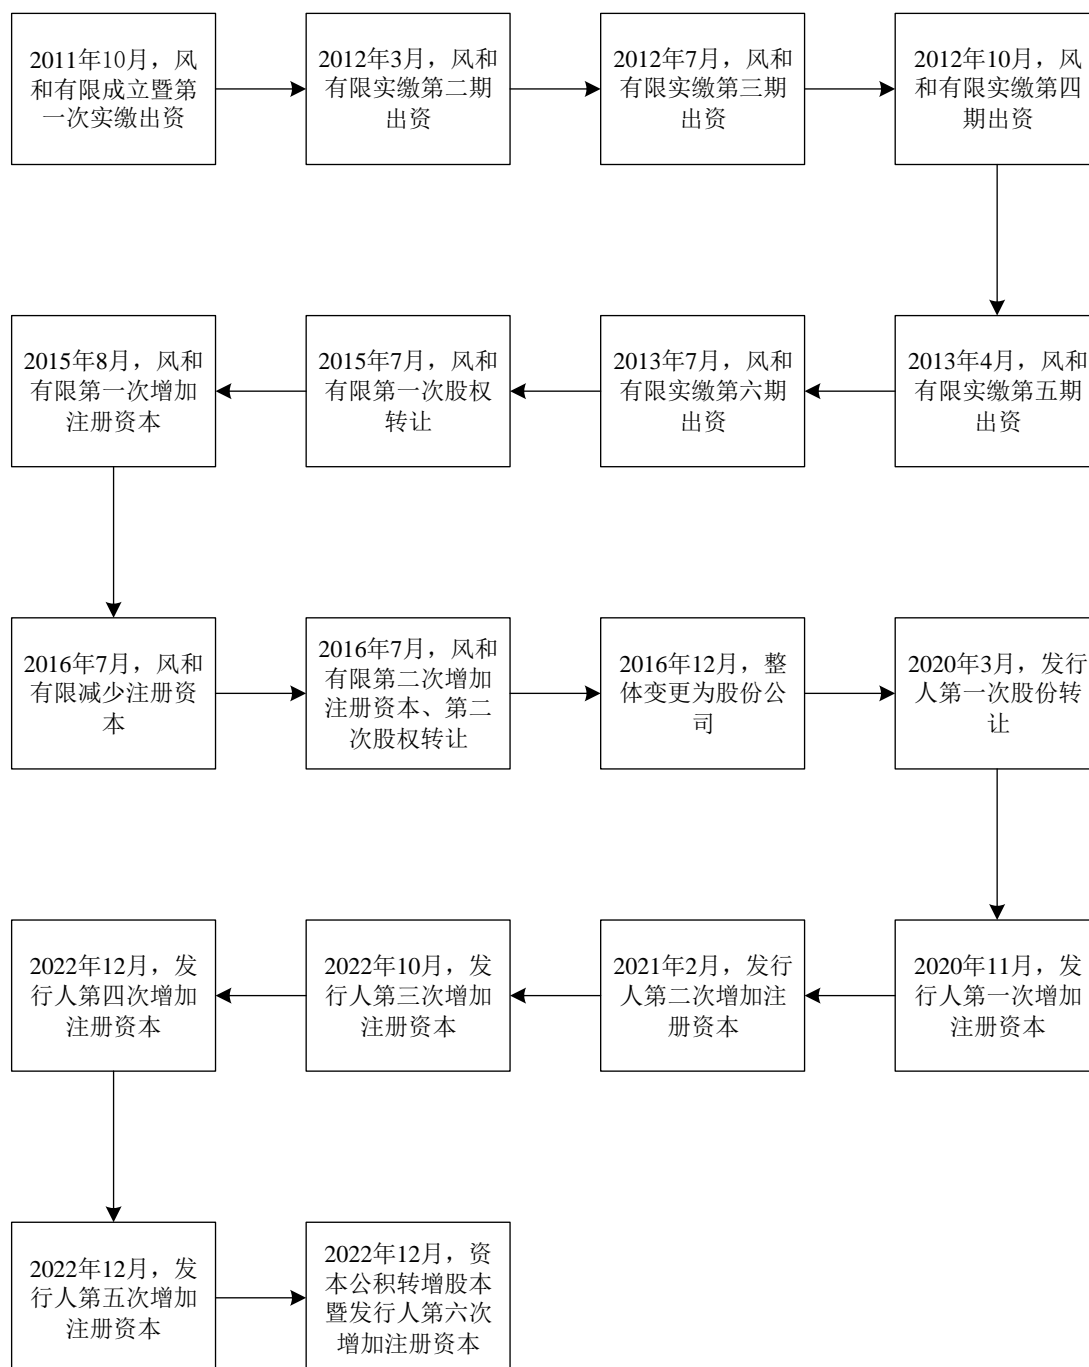 2011年10月，风
和有限成立暨第
一次实缴出资
2012年3月，风和
有限实缴第二期
出资
2012年7月，风和
有限实缴第三期
出资
2012年10月，风
和有限实缴第四
期出资
2013年4月，风和
有限实缴第五期
出资
2013年7月，风和
有限实缴第六期
出资
2015年7月，风和
有限第一次股权
转让
2015年8月，风和
有限第一次增加
注册资本
2016年7月，风和
有限减少注册资
本
2016年7月，风和
有限第二次增加
注册资本、第二
次股权转让
2016年12月，整
体变更为股份公
司
2020年3月，发行
人第一次股份转
让
2020年11月，发
行人第一次增加
注册资本
2021年2月，发行
人第二次增加注
册资本
2022年10月，发
行人第三次增加
注册资本
2022年12月，发
行人第四次增加
注册资本
2022年12月，发
行人第五次增加
注册资本
2022年12月，资
本公积转增股本
暨发行人第六次
增加注册资本